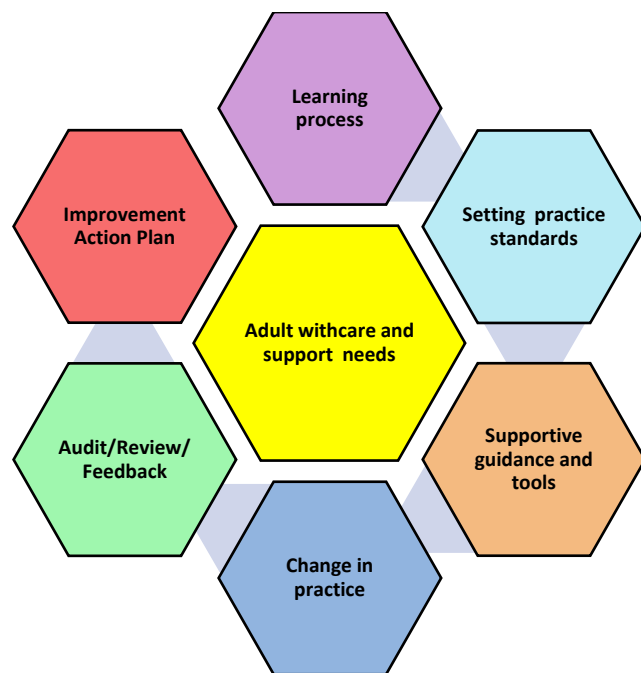 Learning
process
Improvement
Action Plan
Setting practice
standards
Adult withcare and
support needs
Audit/Review/
Feedback
Supportive
guidance and
tools
Change in
practice